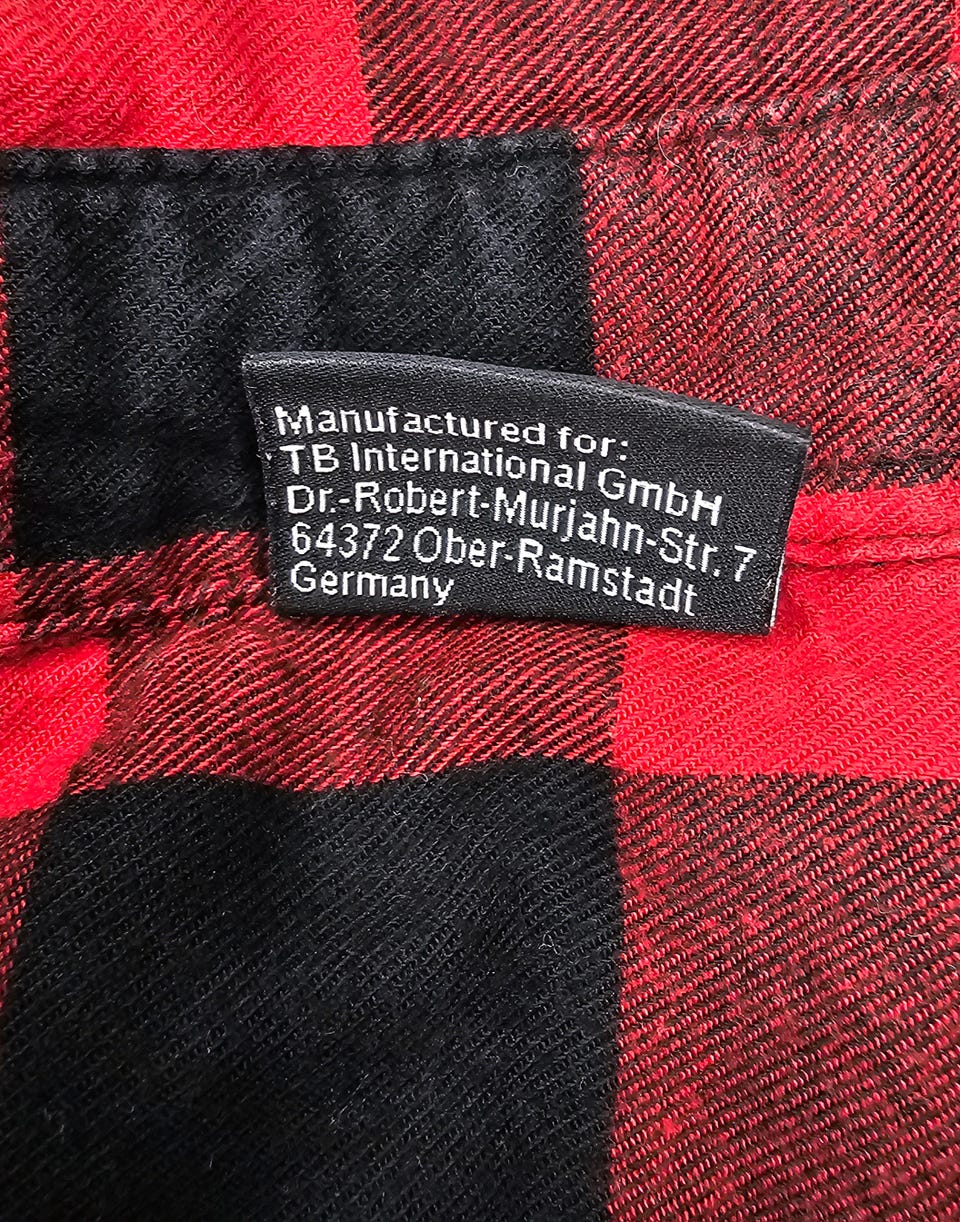 Manufactured for:
TB International GmbH
Dr.-Robert-Murjahn-Str. 7
64372 Ober-Ramstadt
Germany